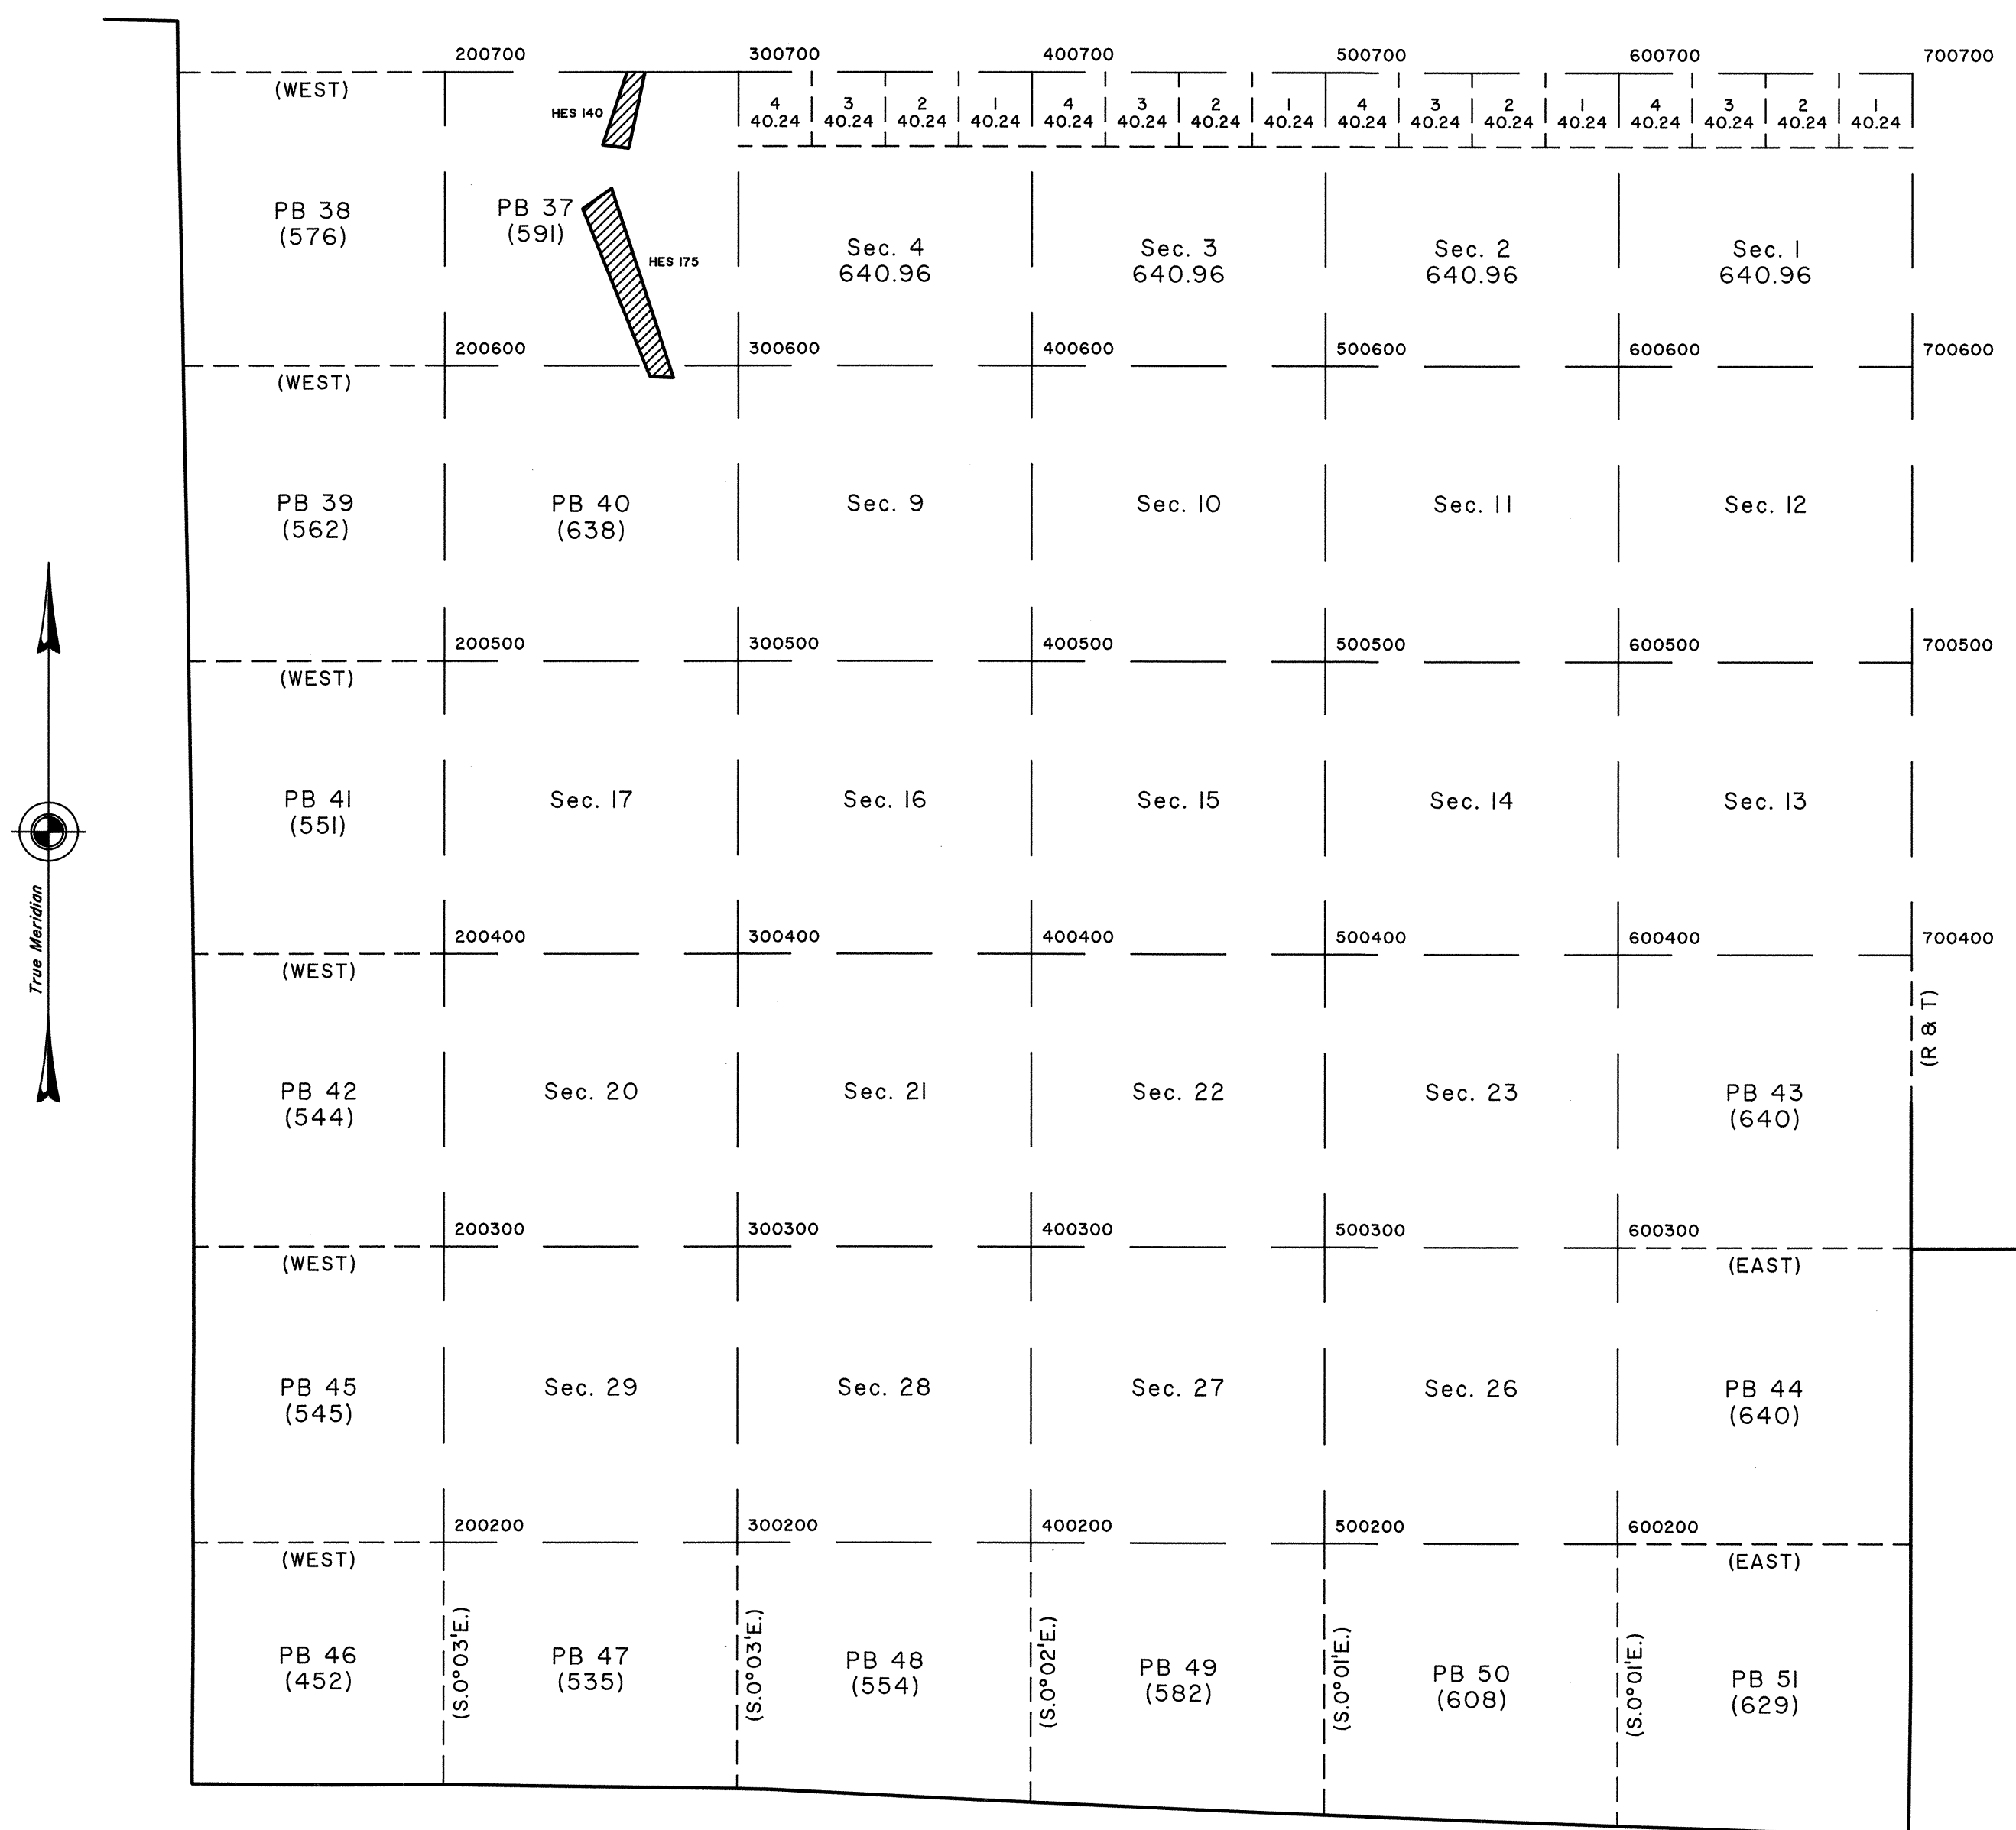 200700
300700
400700
500700
600700
700700
(WEST)
HES 140
4 3 2 1 4 3 2 1 4 3 2 1 4 3 2 1
40.24 40.24 40.24 40.24 40.24 40.24 40.24 40.24 40.24 40.24 40.24 40.24 40.24 40.24 40.24 40.24
PB 38
(576)
PB 37
(591)
HES 175
Sec. 4
640.96
Sec. 3
640.96
Sec. 2
640.96
Sec. 1
640.96
200600
300600
400600
500600
600600
700600
(WEST)
PB 39
(562)
PB 40
(638)
Sec. 9
Sec. 10
Sec. 11
Sec. 12
200500
300500
400500
500500
600500
700500
(WEST)
PB 41
(551)
Sec. 17
Sec. 16
Sec. 15
Sec. 14
Sec. 13
True Meridian
200400
300400
400400
500400
600400
700400
(WEST)
(R & T)
PB 42
(544)
Sec. 20
Sec. 21
Sec. 22
Sec. 23
PB 43
(640)
200300
300300
400300
500300
600300
(WEST)
(EAST)
PB 45
(545)
Sec. 29
Sec. 28
Sec. 27
Sec. 26
PB 44
(640)
200200
300200
400200
500200
600200
(WEST)
(EAST)
PB 46
(452)
(S.0°03'E.)
PB 47
(535)
(S.0°03'E.)
PB 48
(554)
(S.0°02'E.)
PB 49
(582)
(S.0°01'E.)
PB 50
(608)
(S.0°01'E.)
PB 51
(629)